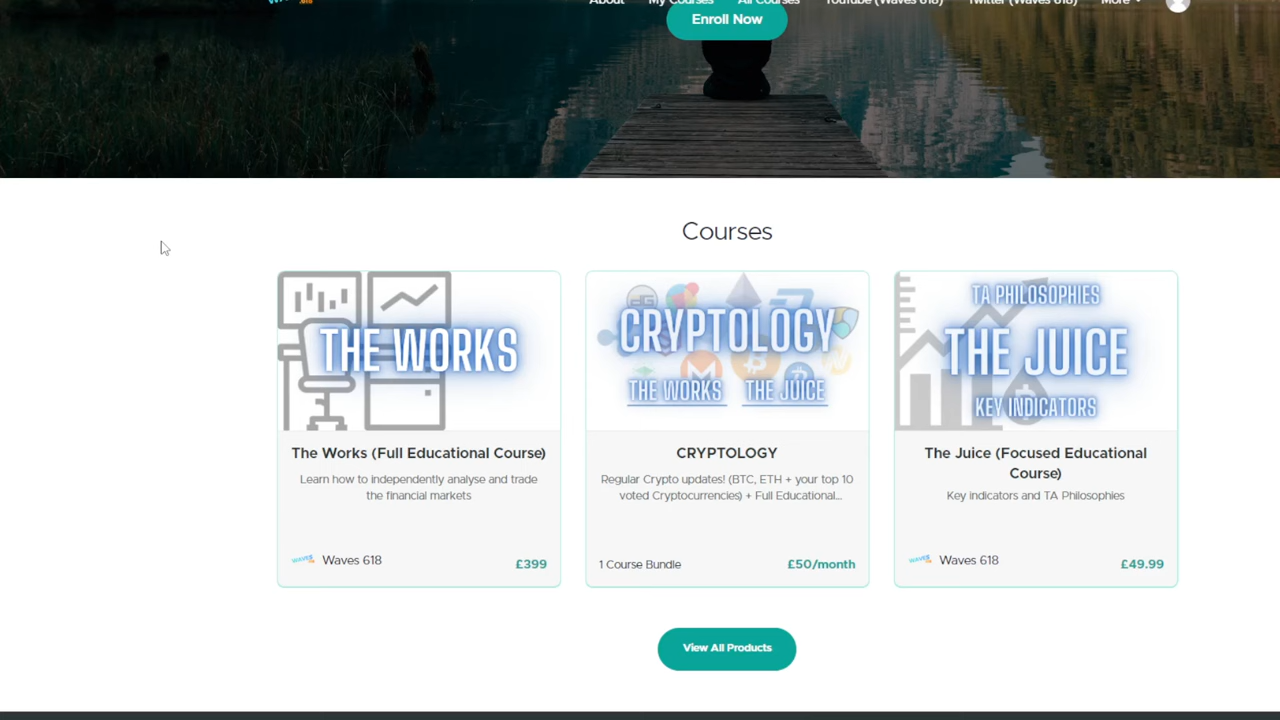 About My Courses All Courses YouTube (Waves 618) Twitter (Waves 618) More
Enroll Now
Courses
THE WORKS
CRYPTOLOGY
THE WORKS THE JUICE
TA PHILOSOPHIES
THE JUICE
KEY INDICATORS
The Works (Full Educational Course)
Learn how to independently analyse and trade
the financial markets
Waves 618
£399
CRYPTOLOGY
Regular Crypto updates! (BTC, ETH + your top 10
voted Cryptocurrencies) + Full Educational...
1 Course Bundle
£50/month
The Juice (Focused Educational
Course)
Key indicators and TA Philosophies
Waves 618
£49.99
View All Products